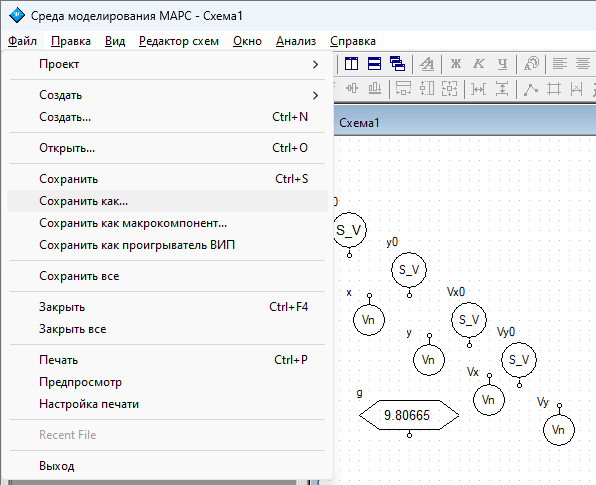 Среда моделирования МАРС - Схема1
Файл Правка Вид Редактор схем Окно Анализ Справка
Проект
Создать
Создать... Ctrl+N
Открыть... Ctrl+O
Сохранить Ctrl+S
Сохранить как...
Сохранить как макрокомпонент...
Сохранить как проигрыватель ВИП
Сохранить все
Закрыть Ctrl+F4
Закрыть все
Печать Ctrl+P
Предпросмотр
Настройка печати
Recent File
Выход
Ж К Ч
Схема1
0
S_V
y0
S_V
x
Vn
Vx0
S_V
y
Vn
Vy0
S_V
Vx
Vn
g
9.80665
Vy
Vn